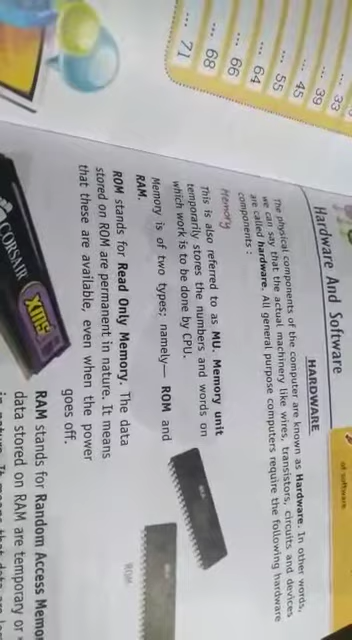 ... 33
... 39
... 45
... 55
... 64
... 66
... 68
... 71
Hardware And Software
of software.
HARDWARE
The physical components of the computer are known as Hardware. In other words,
we can say that the actual machinery like wires, transistors, circuits and devices
are called hardware. All general purpose computers require the following hardware
components :
Memory
This is also referred to as MU. Memory unit
temporarily stores the numbers and words on
which work is to be done by CPU.
Memory is of two types; namely— ROM and
RAM.
ROM stands for Read Only Memory. The data
stored on ROM are permanent in nature. It means
that these are available, even when the power
goes off.
ROM
CORSAIR
XMS
RAM stands for Random Access Memor
data stored on RAM are temporary or